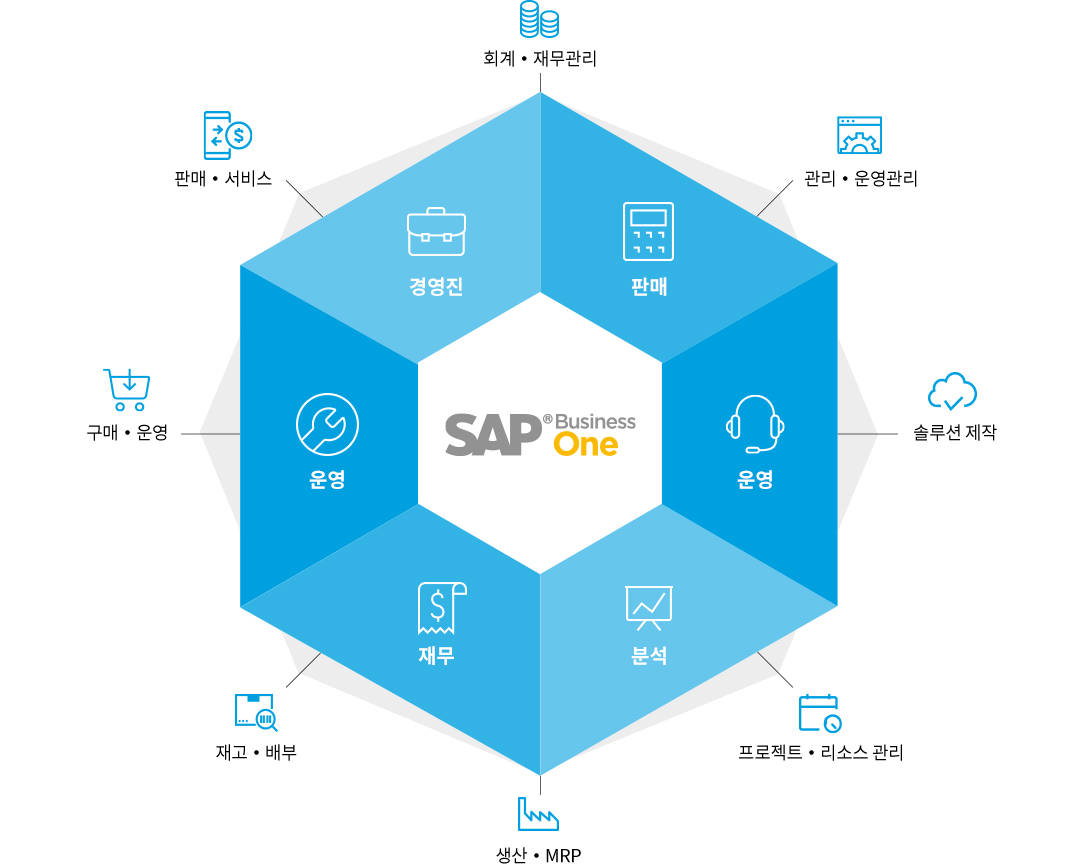 회계 • 재무관리
판매 • 서비스
관리 • 운영관리
경영진
판매
구매 • 운영
SAP® Business
One
솔루션 제작
운영
운영
재무
분석
재고 • 배부
프로젝트 • 리소스 관리
생산 • MRP